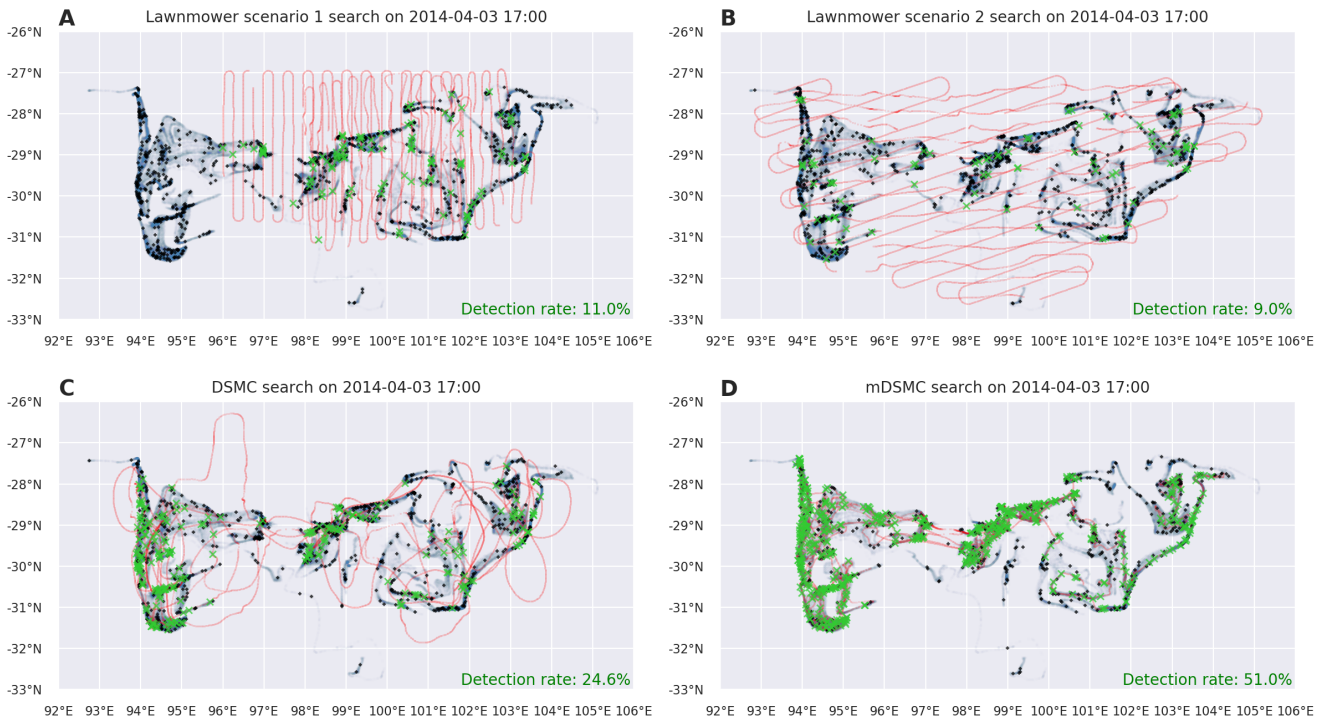 A Lawnmower scenario 1 search on 2014-04-03 17:00
-26°N
-27°N
-28°N
-29°N
-30°N
-31°N
-32°N
-33°N
Detection rate: 11.0%
92°E 93°E 94°E 95°E 96°E 97°E 98°E 99°E 100°E 101°E 102°E 103°E 104°E 105°E 106°E
B Lawnmower scenario 2 search on 2014-04-03 17:00
-26°N
-27°N
-28°N
-29°N
-30°N
-31°N
-32°N
-33°N
Detection rate: 9.0%
92°E 93°E 94°E 95°E 96°E 97°E 98°E 99°E 100°E 101°E 102°E 103°E 104°E 105°E 106°E
C DSMC search on 2014-04-03 17:00
-26°N
-27°N
-28°N
-29°N
-30°N
-31°N
-32°N
-33°N
Detection rate: 24.6%
92°E 93°E 94°E 95°E 96°E 97°E 98°E 99°E 100°E 101°E 102°E 103°E 104°E 105°E 106°E
D mDSMC search on 2014-04-03 17:00
-26°N
-27°N
-28°N
-29°N
-30°N
-31°N
-32°N
-33°N
Detection rate: 51.0%
92°E 93°E 94°E 95°E 96°E 97°E 98°E 99°E 100°E 101°E 102°E 103°E 104°E 105°E 106°E